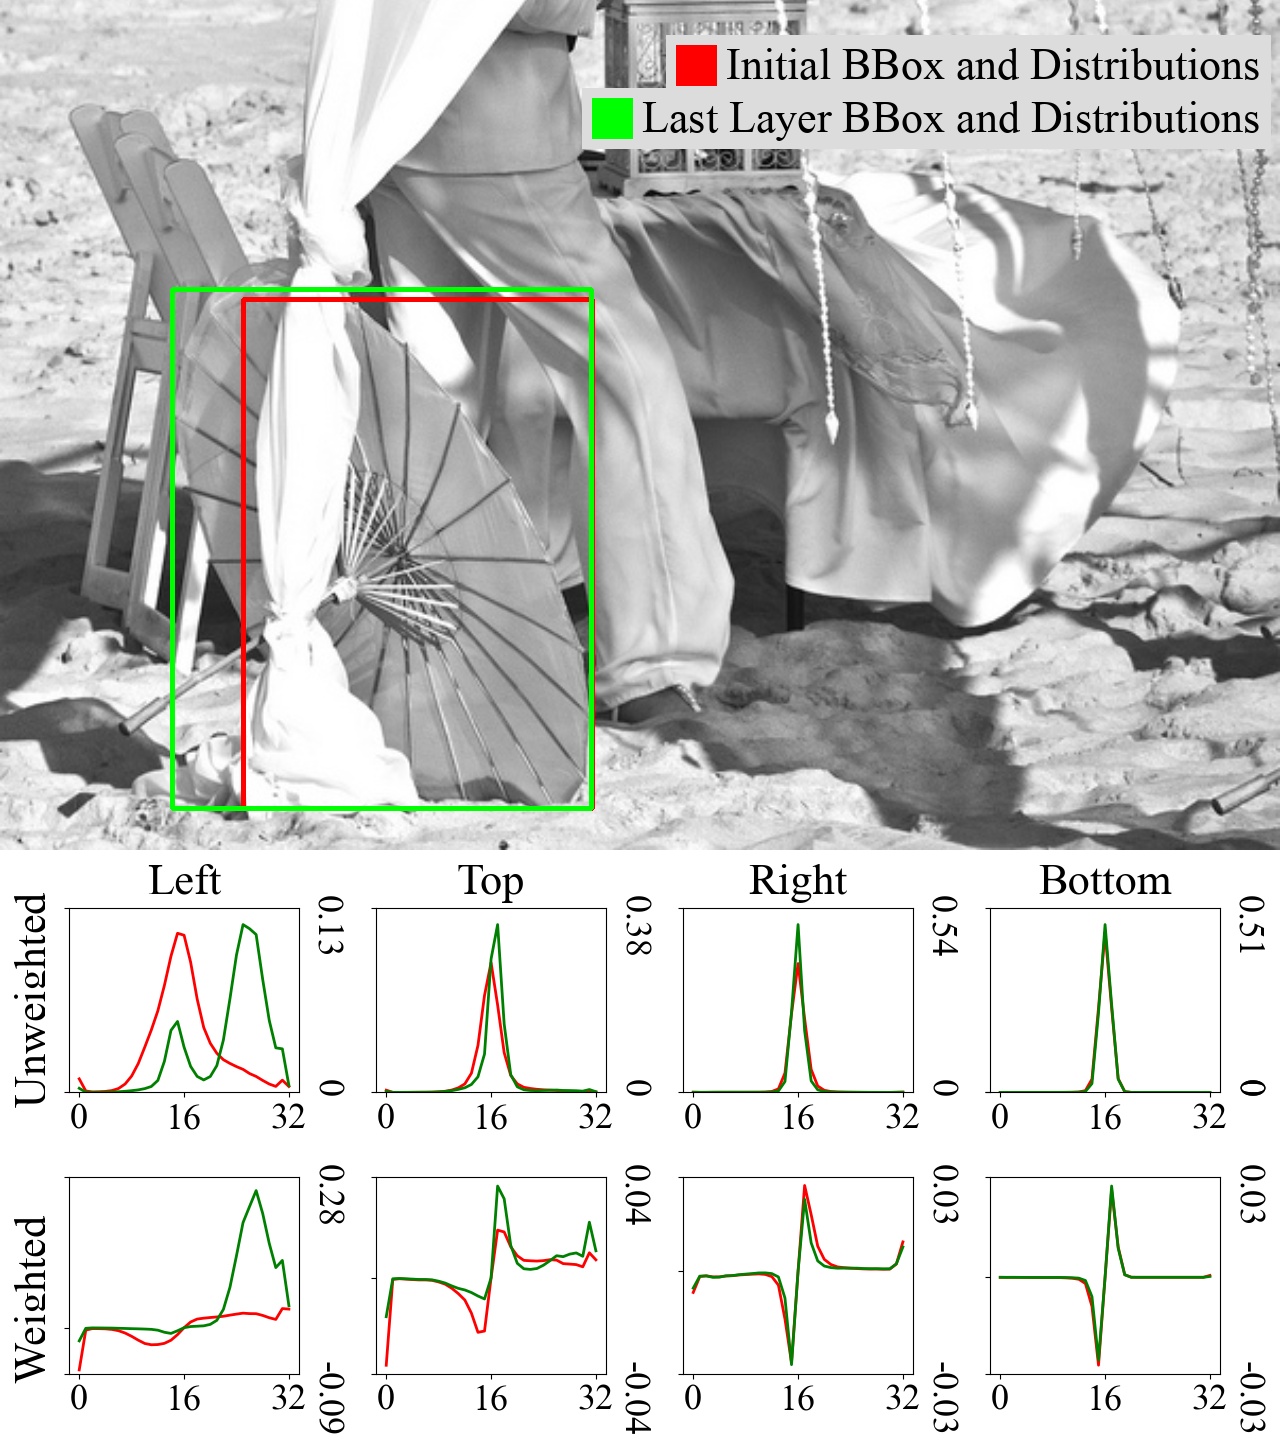 Initial BBox and Distributions
Last Layer BBox and Distributions
Left Top Right Bottom
Unweighted
0.13 0.38 0.54 0.51
0 0 0 0
0 16 32 0 16 32 0 16 32 0 16 32
Weighted
0.28 0.04 0.03 0.03
-0.09 -0.04 -0.03 -0.03
0 16 32 0 16 32 0 16 32 0 16 32